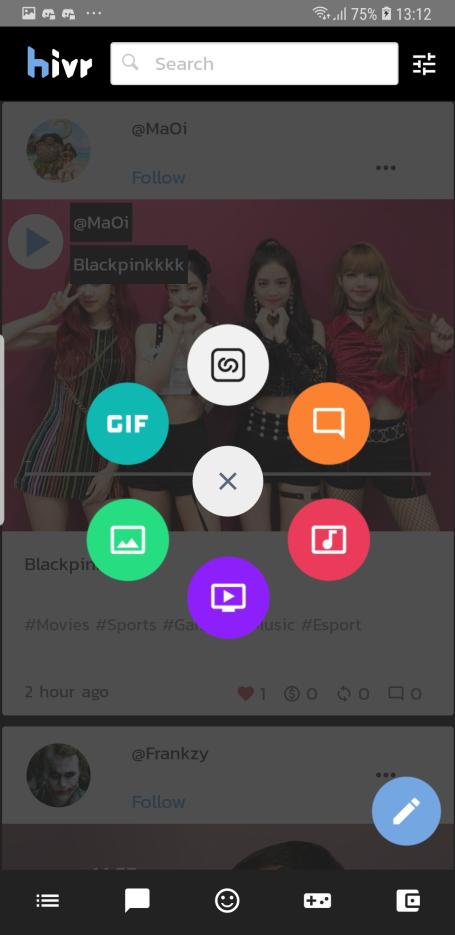 75% 13:12
hivr
Search
@MaOi
Follow
@MaOi
Blackpinkkkk
GIF
Blackpin
#Movies #Sports #Ga usic #Esport
2 hour ago 1 0 0 0
@Frankzy
Follow